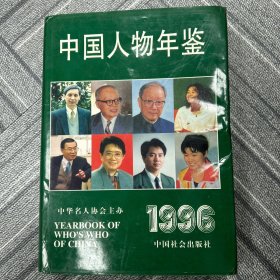 中国人物年鉴
中华名人协会主办
YEARBOOK OF
WHO'S WHO
OF CHINA
1996
中国社会出版社